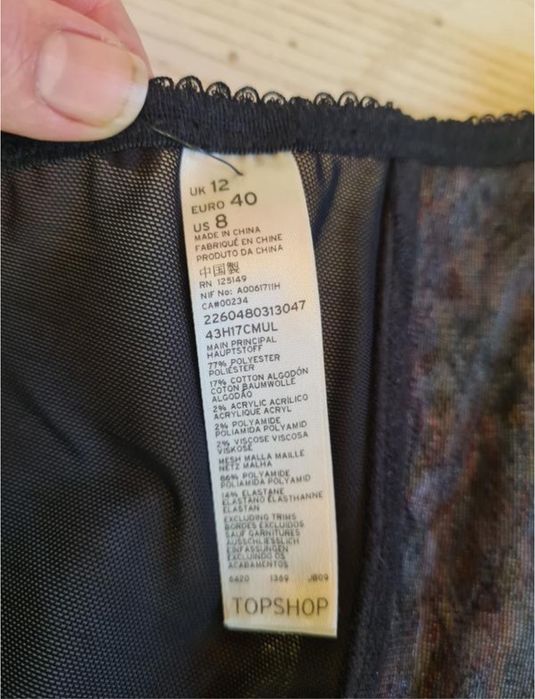 UK 12
EURO 40
US 8
MADE IN CHINA
FABRIQUÉ EN CHINE
PRODUTO DA CHINA
中国製
RN 125149
NIF No: A0061711H
CA#00234
2260480313047
43H17CMUL
MAIN PRINCIPAL
HAUPTSTOFF
77% POLYESTER
POLIÉSTER
17% COTTON ALGODÓN
COTON BAUMWOLLE
ALGODÃO
2% ACRYLIC ACRÍLICO
ACRYLIQUE ACRYL
2% POLYAMIDE
POLIAMIDA POLYAMID
2% VISCOSE VISCOSA
VISKOSE
MESH MALLA MAILLE
NETZ MALHA
86% POLYAMIDE
POLIAMIDA POLYAMID
14% ELASTANE
ELASTANO ÉLASTHANNE
ELASTAN
EXCLUDING TRIMS
BORDES EXCLUIDOS
SAUF GARNITURES
AUSSCHLIESSLICH
EINFASSUNGEN
EXCLUINDO OS
ACABAMENTOS
6420 1369 JB09
TOPSHOP